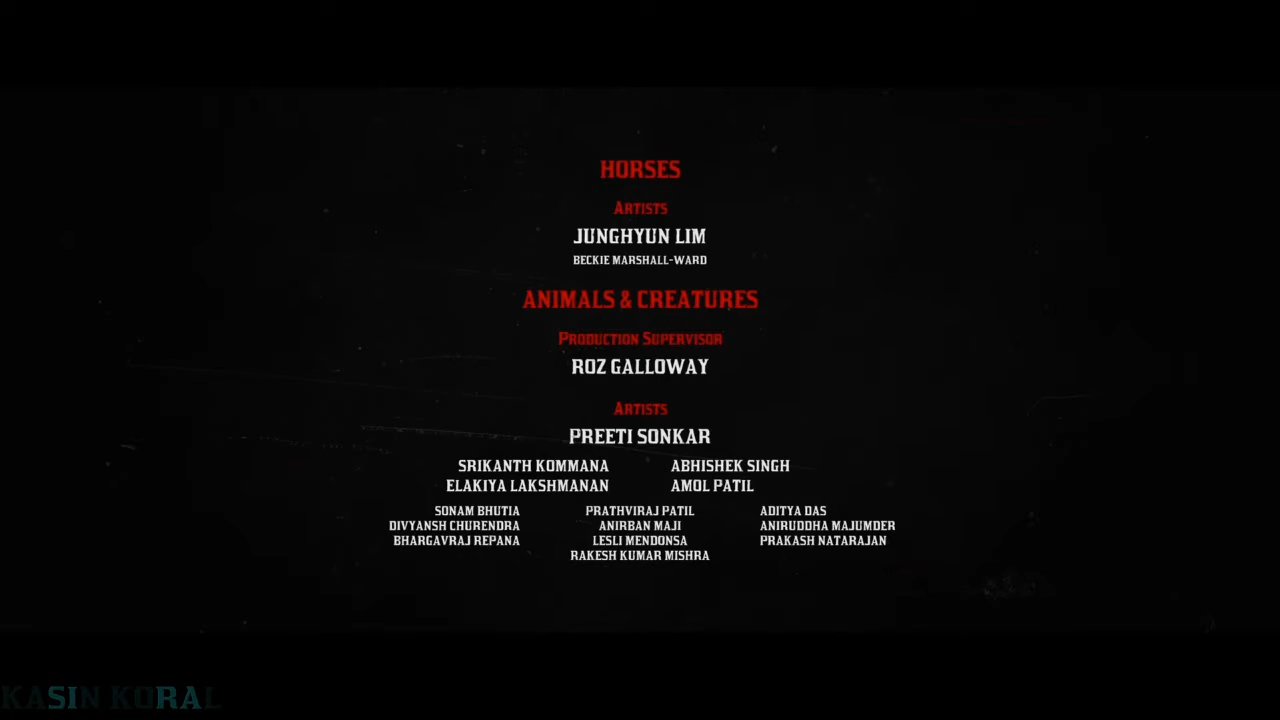 HORSES
ARTISTS
JUNGHYUN LIM
BECKIE MARSHALL-WARD
ANIMALS & CREATURES
PRODUCTION SUPERVISOR
ROZ GALLOWAY
ARTISTS
PREETI SONKAR
SRIKANTH KOMMANA ABHISHEK SINGH
ELAKIYA LAKSHMANAN AMOL PATIL
SONAM BHUTIA PRATHVIRAJ PATIL ADITYA DAS
DIVYANSH CHURENDRA ANIRBAN MAJI ANIRUDDHA MAJUMDER
BHARGAVRAJ REPANA LESLI MENDONSA PRAKASH NATARAJAN
RAKESH KUMAR MISHRA
KASIN KORAL